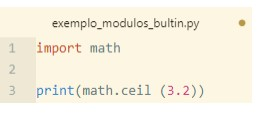 exemplo_modulos_bultin.py
1 import math
2
3 print(math.ceil (3.2))